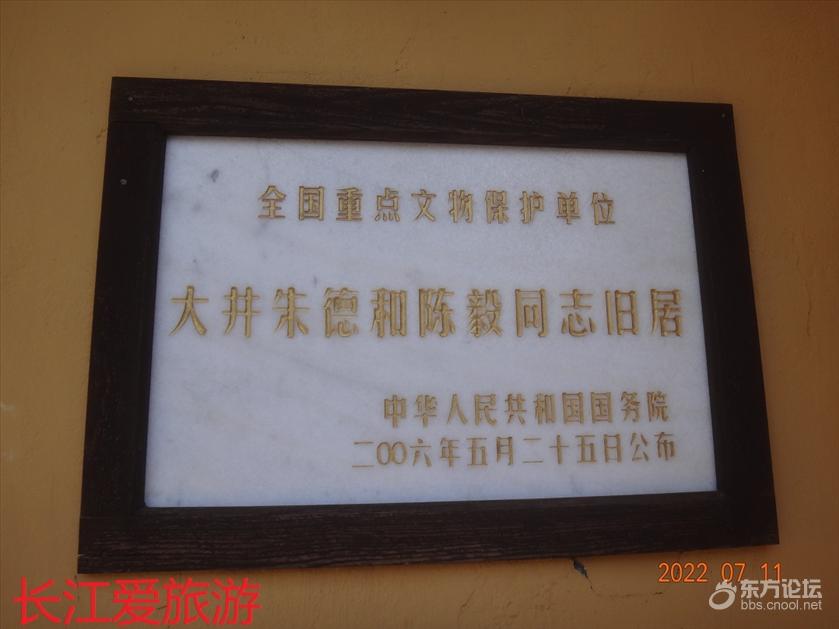 全国重点文物保护单位
大井朱德和陈毅同志旧居
中华人民共和国国务院
二〇〇六年五月二十五日公布
2022 07 11
长江爱旅游
东方论坛
bbs.cnool.net